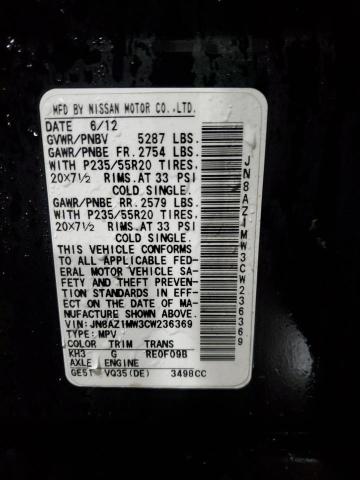 MFD BY NISSAN MOTOR CO.,LTD.
DATE 6/12
GVWR/PNBV 5287 LBS.
GAWR/PNBE FR. 2754 LBS.
WITH P235/55R20 TIRES.
20X7½ RIMS. AT 33 PSI
COLD SINGLE.
GAWR/PNBE RR. 2579 LBS.
WITH P235/55R20 TIRES.
20X7½ RIMS. AT 33 PSI
COLD SINGLE.
THIS VEHICLE CONFORMS
TO ALL APPLICABLE FED-
ERAL MOTOR VEHICLE SA-
FETY AND THEFT PREVENTION
STANDARDS IN
EFFECT ON THE DATE OF MA-
NUFACTURE SHOWN ABOVE.
VIN: JN8AZ1MW3CW236369
TYPE: MPV
COLOR TRIM TRANS
KH3 G RE0F09B
AXLE ENGINE
GE51 VQ35(DE) 3498CC
JN8AZ1MW3CW236369